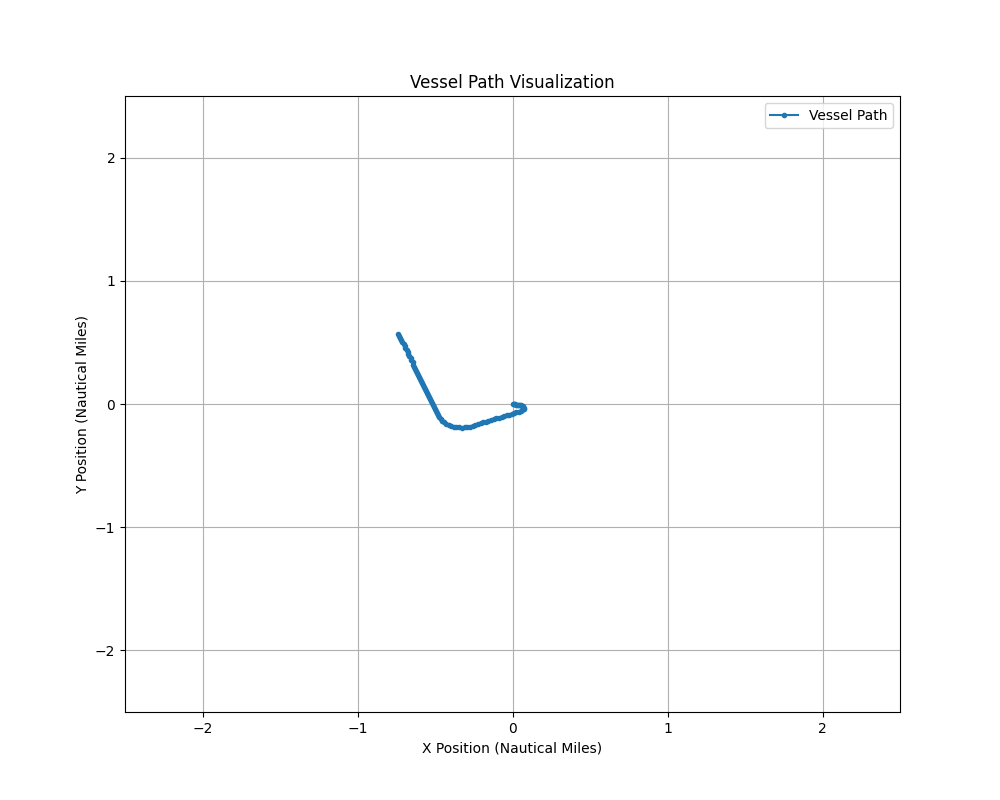 Vessel Path Visualization
Vessel Path
2
1
0
−1
−2
Y Position (Nautical Miles)
−2
−1
0
1
2
X Position (Nautical Miles)